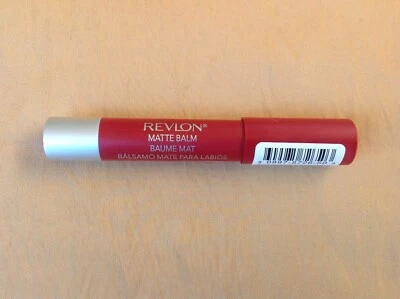 REVLON®
MATTE BALM
BAUME MAT
BÁLSAMO MATE PARA LABIOS